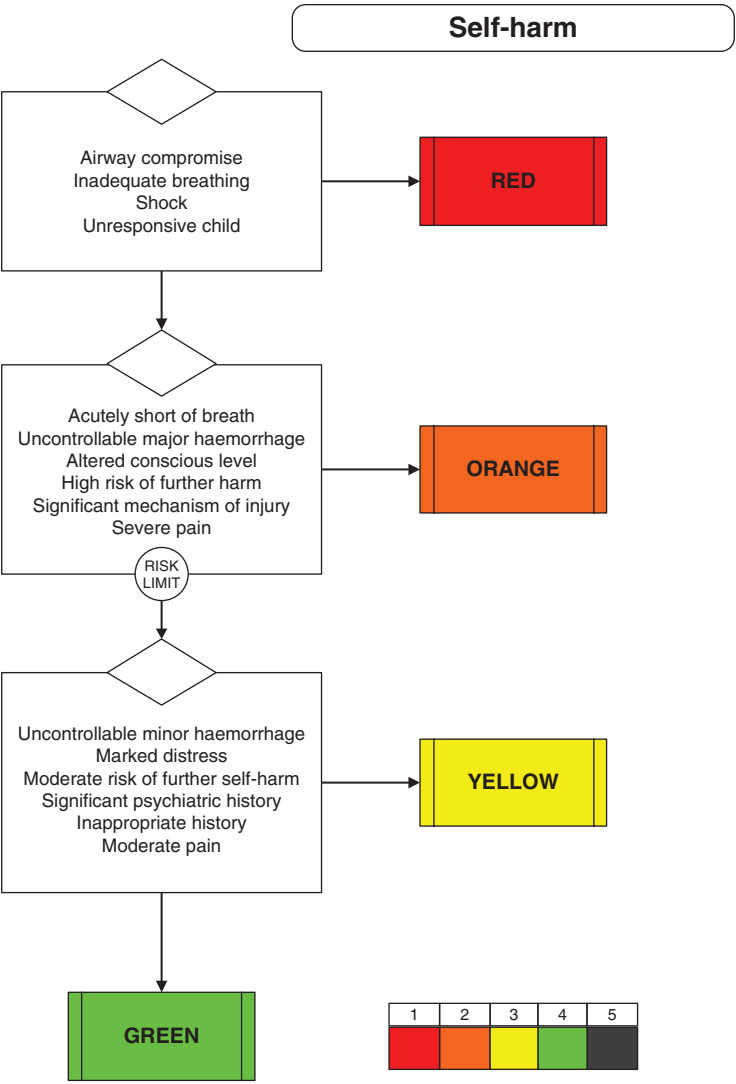 Self-harm
Airway compromise
Inadequate breathing
Shock
Unresponsive child
RED
Acutely short of breath
Uncontrollable major haemorrhage
Altered conscious level
High risk of further harm
Significant mechanism of injury
Severe pain
ORANGE
RISK
LIMIT
Uncontrollable minor haemorrhage
Marked distress
Moderate risk of further self-harm
Significant psychiatric history
Inappropriate history
Moderate pain
YELLOW
GREEN
1 2 3 4 5